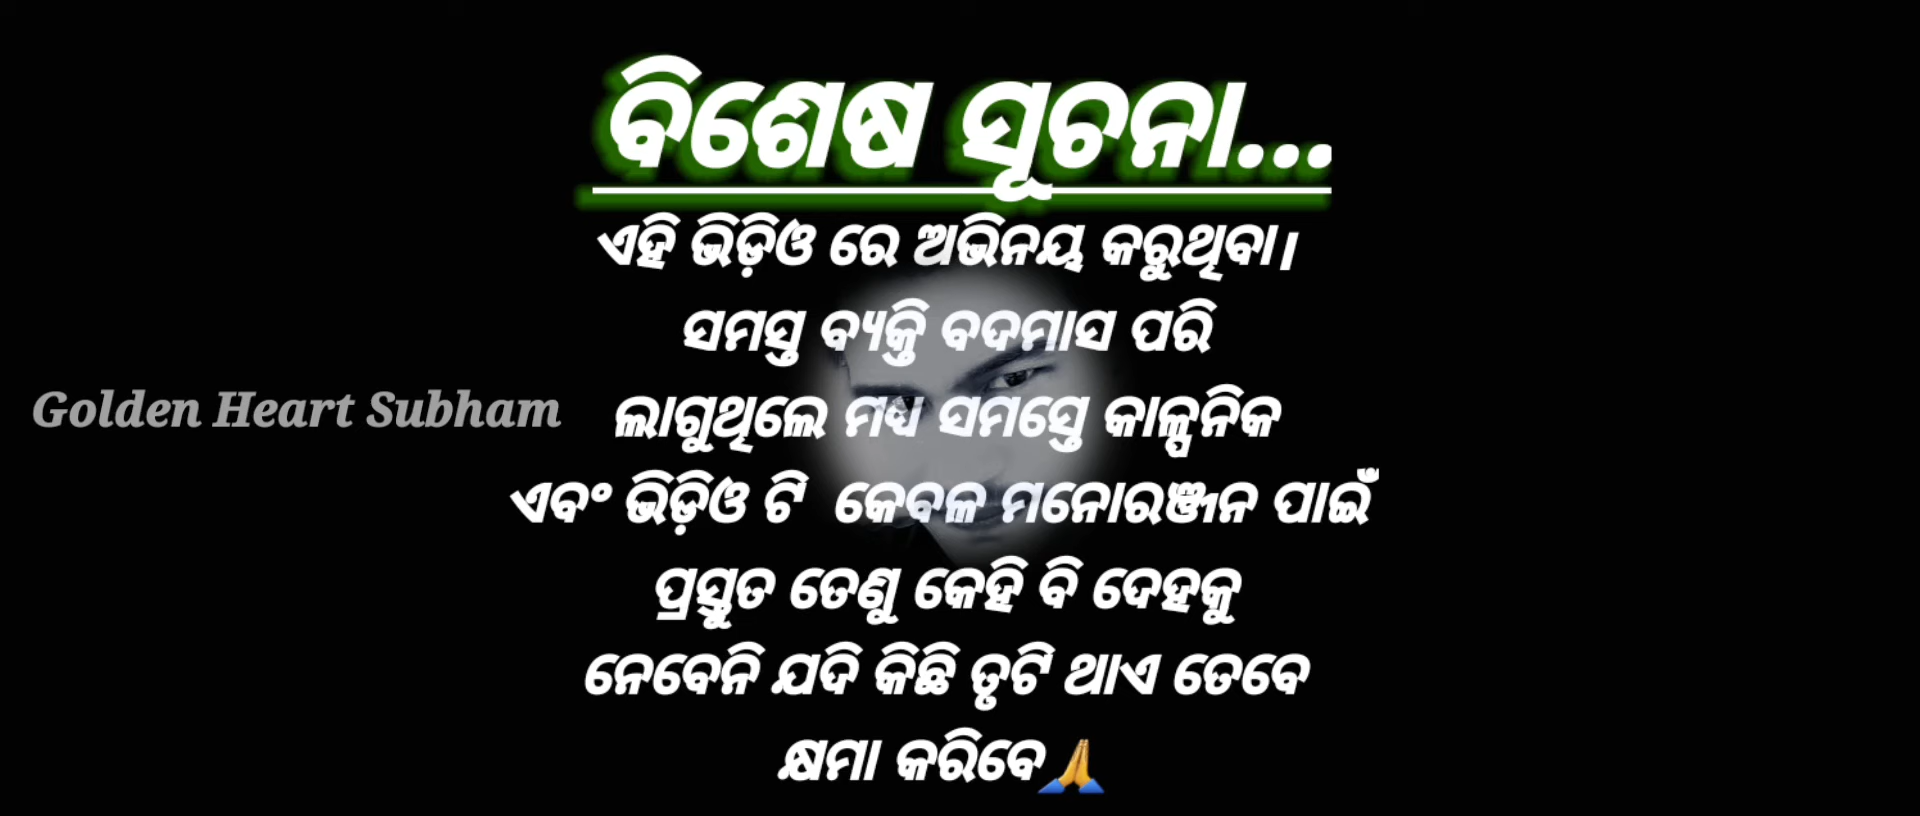 ବିଶେଷ ସୂଚନା...
ଏହି ଭିଡ଼ିଓ ରେ ଅଭିନୟ କରୁଥିବା।
ସମସ୍ତ ବ୍ୟକ୍ତି ବଦମାସ ପରି
Golden Heart Subham
ଲାଗୁଥିଲେ ମଧ୍ୟ ସମସ୍ତେ କାଳ୍ପନିକ
ଏବଂ ଭିଡ଼ିଓ ଟି କେବଳ ମନୋରଞ୍ଜନ ପାଇଁ
ପ୍ରସ୍ତୁତ ତେଣୁ କେହି ବି ଦେହକୁ
ନେବେନି ଯଦି କିଛି ତୃଟି ଥାଏ ତେବେ
କ୍ଷମା କରିବେ🙏